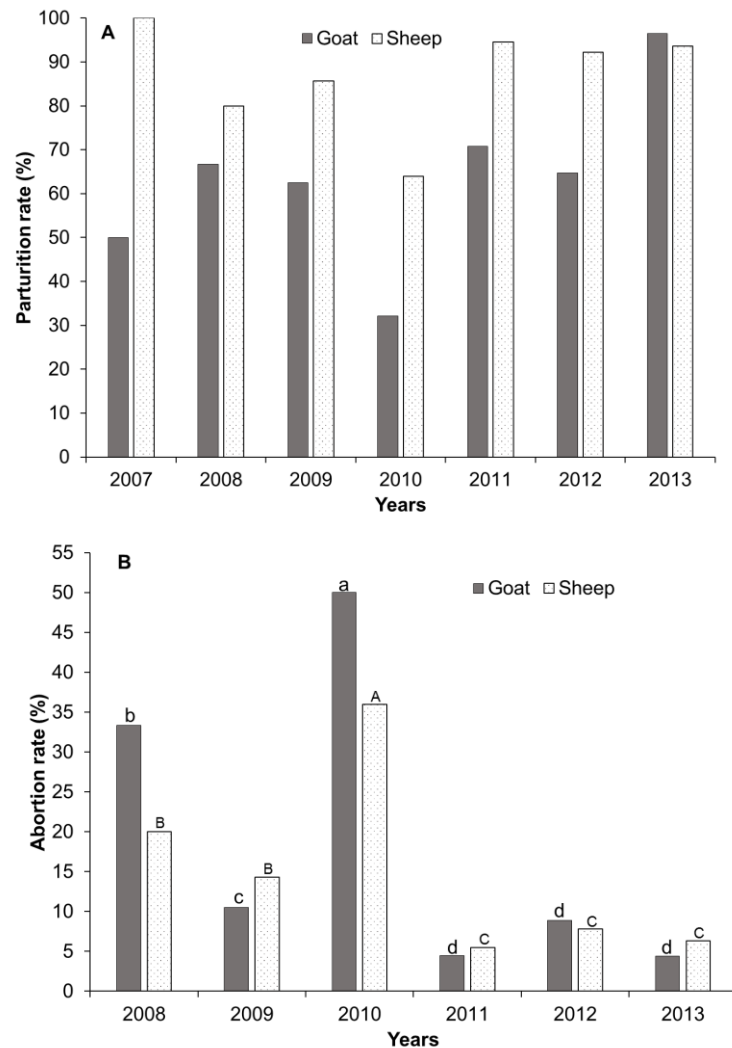 A
Goat Sheep
Parturition rate (%)
100
90
80
70
60
50
40
30
20
10
0
2007 2008 2009 2010 2011 2012 2013
Years
B
Goat Sheep
Abortion rate (%)
55
50
45
40
35
30
25
20
15
10
5
0
b B c B a A d C d C d C
2008 2009 2010 2011 2012 2013
Years